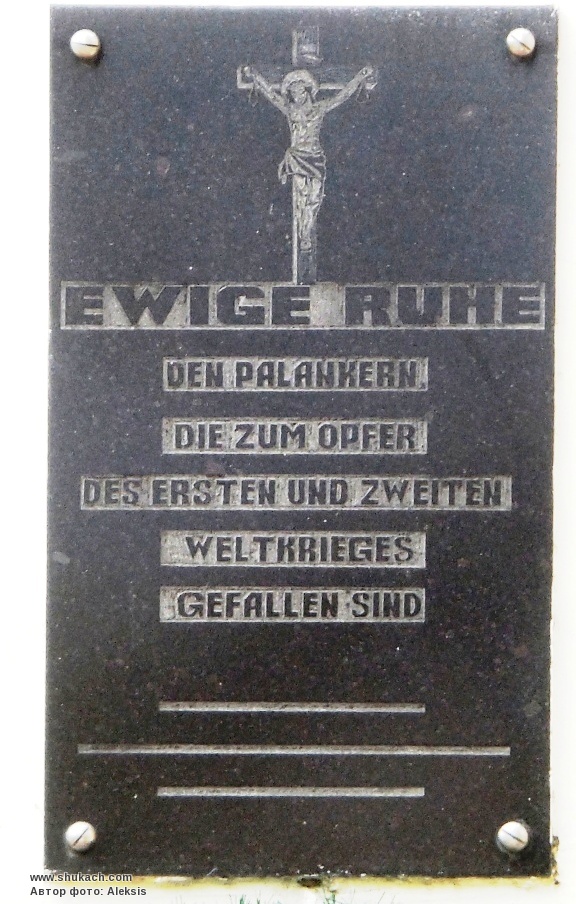 EWIGE RUHE
DEN PALANKERN,
DIE ZUM OPFER
DES ERSTEN UND ZWEITEN
WELTKRIEGES
GEFALLEN SIND
www.shukach.com
Автор фото: Aleksis